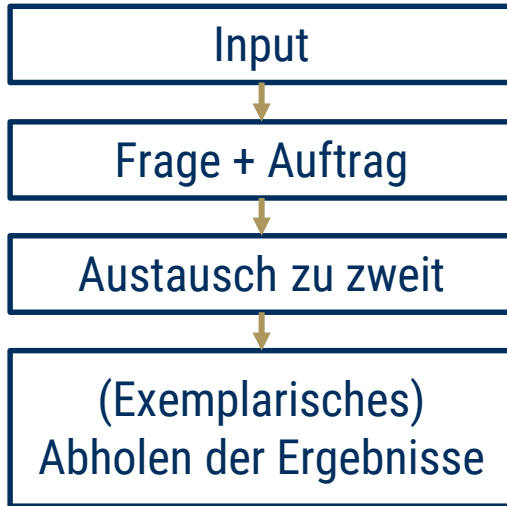 Input
Frage + Auftrag
Austausch zu zweit
(Exemplarisches)
Abholen der Ergebnisse